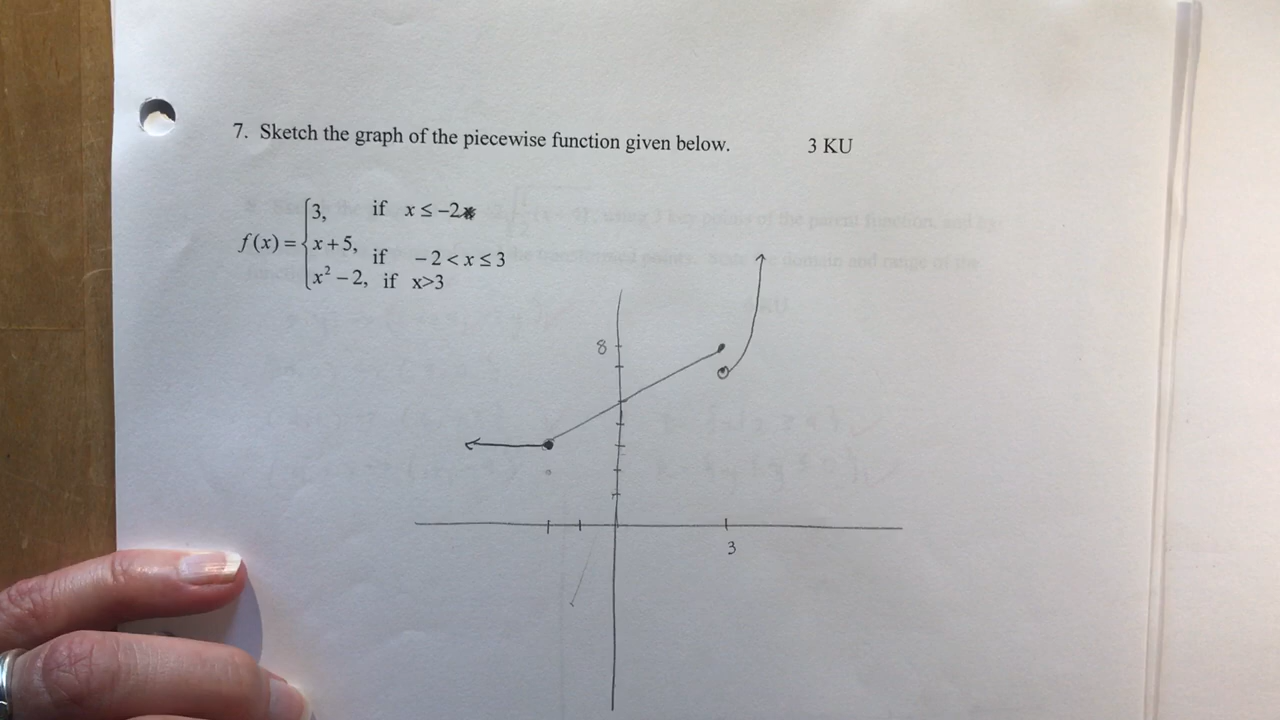 7. Sketch the graph of the piecewise function given below. 3 KU
3, if x ≤ -2
f(x) = { x + 5, if -2 < x ≤ 3
x² - 2, if x>3
8
3